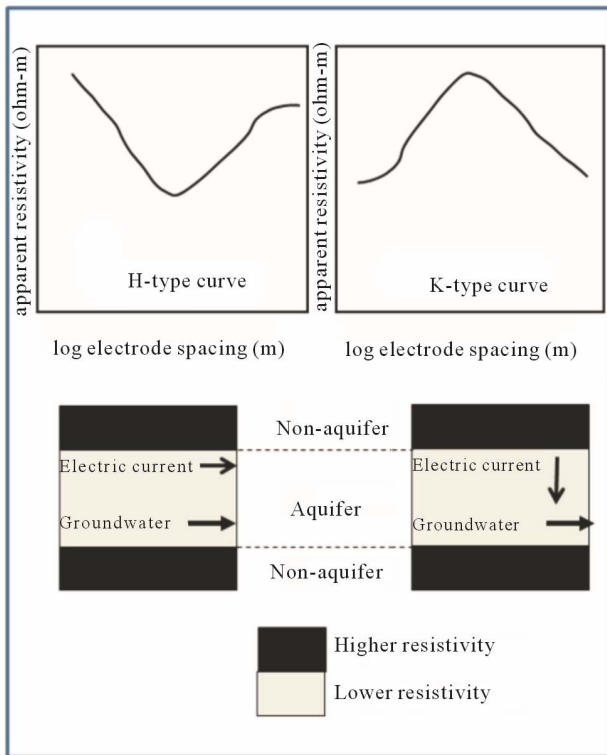 apparent resistivity (ohm-m)
H-type curve
log electrode spacing (m)
apparent resistivity (ohm-m)
K-type curve
log electrode spacing (m)
Non-aquifer
Electric current
Electric current
Aquifer
Groundwater
Groundwater
Non-aquifer
Higher resistivity
Lower resistivity